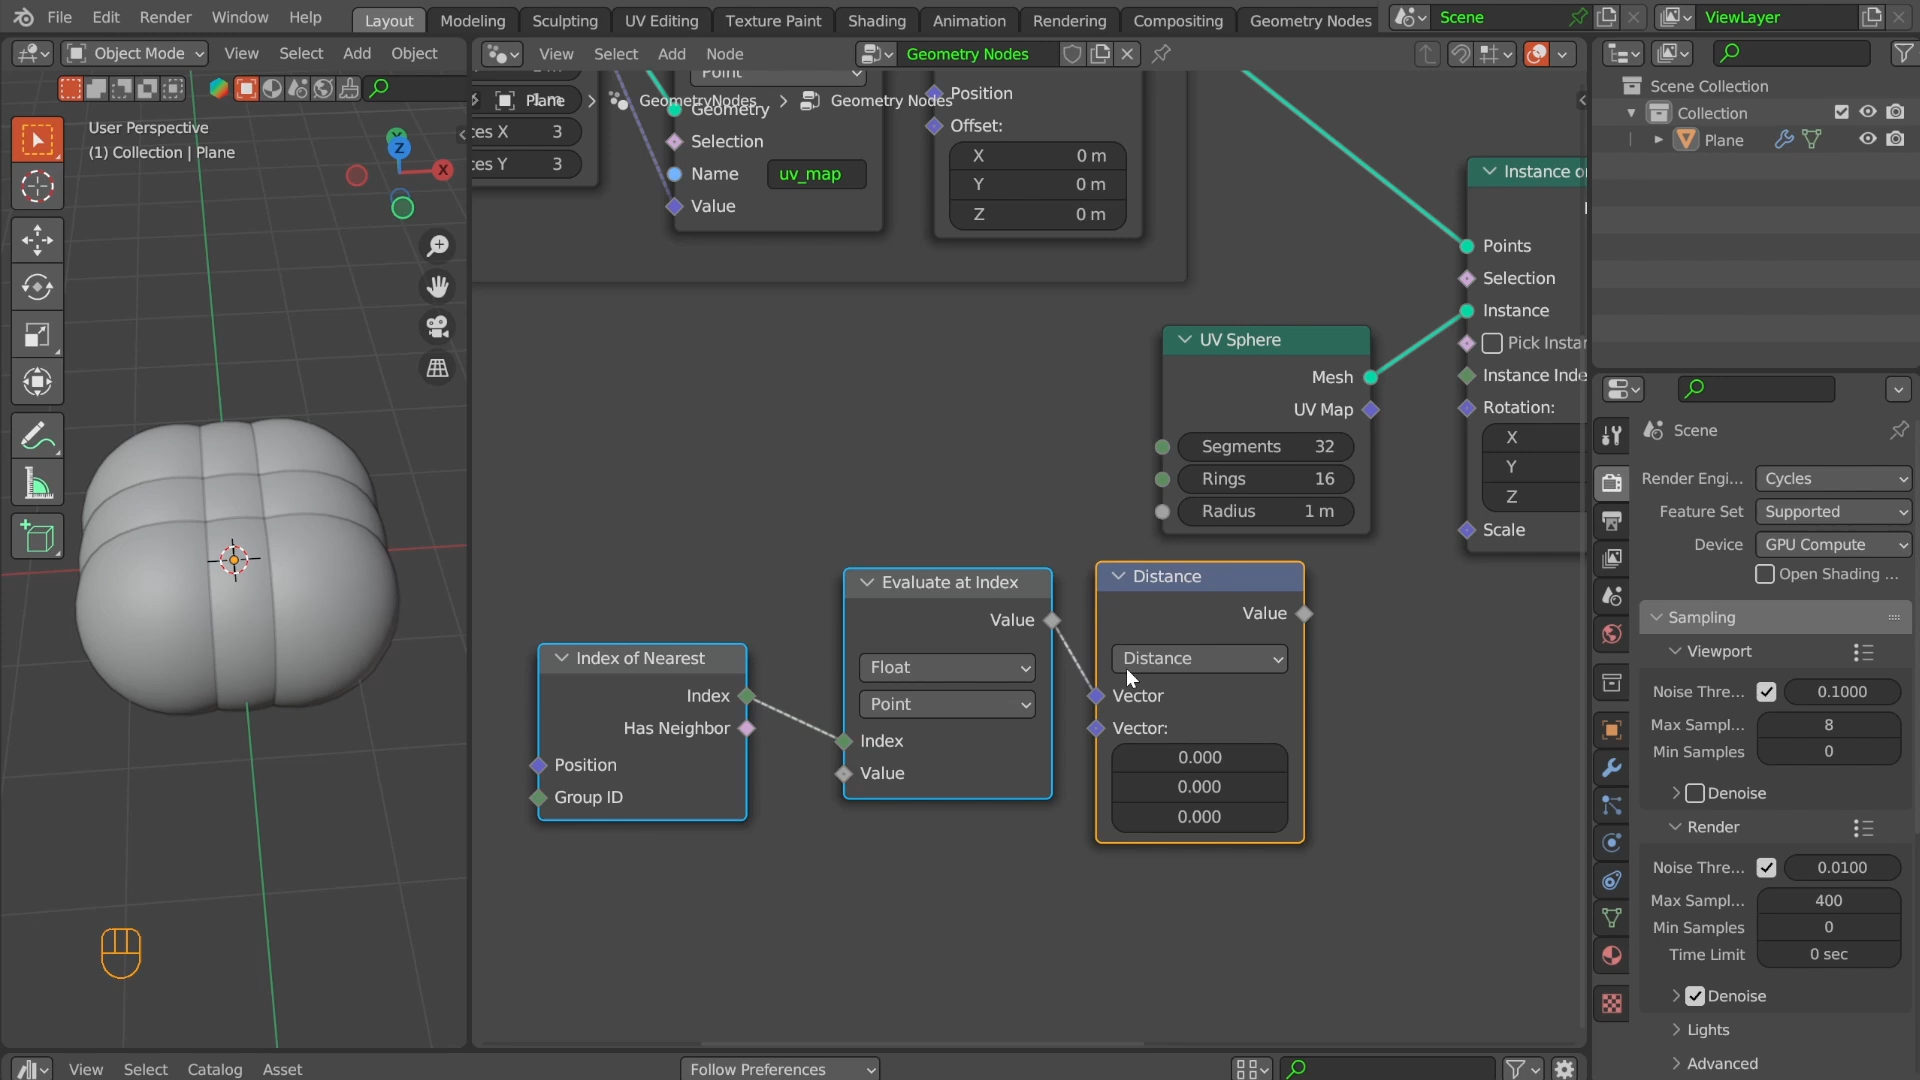 File Edit Render Window Help Layout Modeling Sculpting UV Editing Texture Paint Shading Animation Rendering Compositing Geometry Nodes Scene ViewLayer
Object Mode View Select Add Object
View Select Add Node Geometry Nodes
User Perspective
(1) Collection | Plane
Z
X
Plane > GeometryNodes > Geometry Nodes
1 m
ces X 3
ces Y 3
Point
Geometry
Selection
Name uv_map
Value
Position
Offset:
X 0 m
Y 0 m
Z 0 m
Instance o
Points
Selection
Instance
Pick Instar
Instance Inde
Rotation:
X
Y
Z
Scale
UV Sphere
Mesh
UV Map
Segments 32
Rings 16
Radius 1 m
Index of Nearest
Index
Has Neighbor
Position
Group ID
Evaluate at Index
Value
Float
Point
Index
Value
Distance
Value
Distance
Vector
Vector:
0.000
0.000
0.000
Scene Collection
Collection
Plane
Scene
Render Engi... Cycles
Feature Set Supported
Device GPU Compute
Open Shading ...
Sampling
Viewport
Noise Thre... 0.1000
Max Sampl... 8
Min Samples 0
Denoise
Render
Noise Thre... 0.0100
Max Sampl... 400
Min Samples 0
Time Limit 0 sec
Denoise
Lights
Advanced
View Select Catalog Asset Follow Preferences